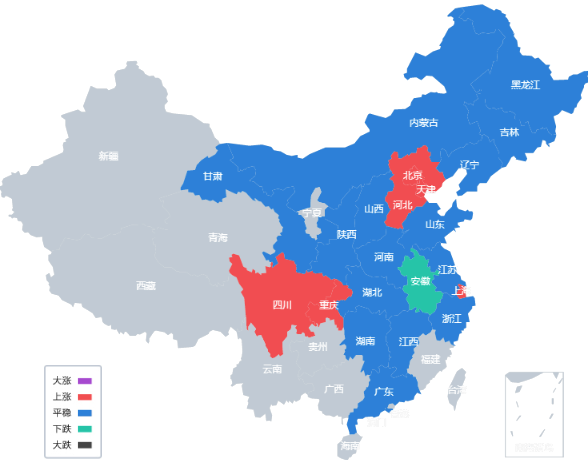 黑龙江
内蒙古
吉林
新疆
辽宁
甘肃
北京
天津
河北
宁夏
山西
山东
陕西
青海
河南
江苏
安徽
西藏
上海
湖北
四川
重庆
浙江
湖南
江西
贵州
福建
云南
广西
广东
台湾
海南
大涨
上涨
平稳
下跌
大跌